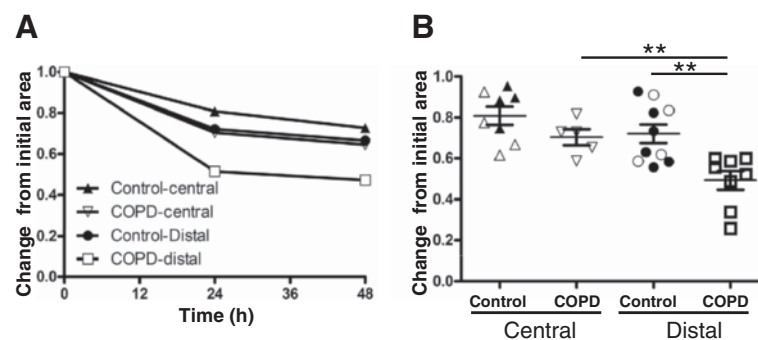 A
Change from initial area
1.0
0.8
0.6
0.4
0.2
0.0
Control-central
COPD-central
Control-Distal
COPD-distal
0 12 24 36 48
Time (h)
B
**
**
Change from initial area
1.0
0.8
0.6
0.4
0.2
0.0
Control COPD Control COPD
Central Distal